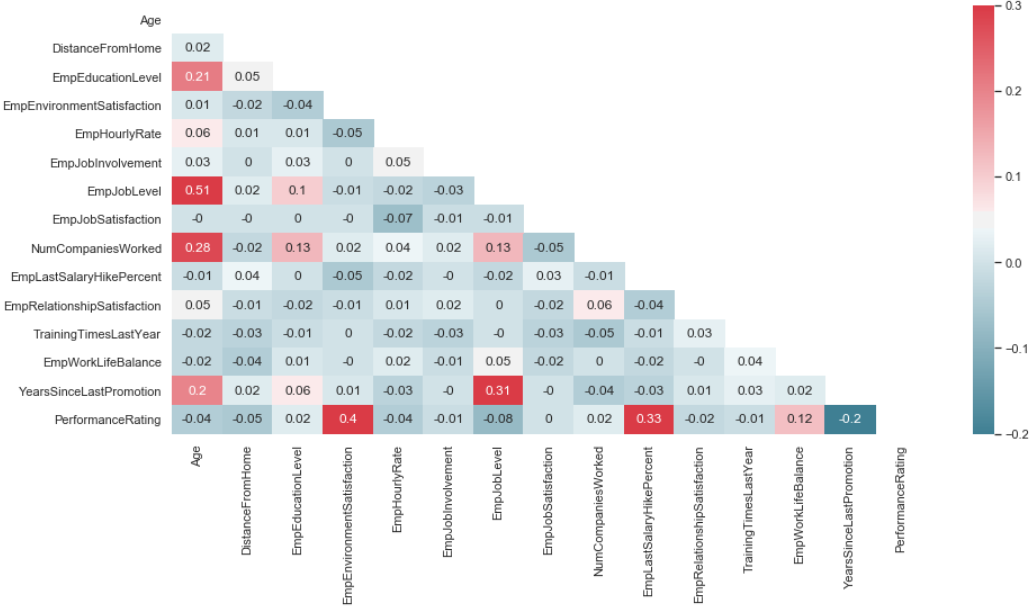 Age
DistanceFromHome 0.02
EmpEducationLevel 0.21 0.05
EmpEnvironmentSatisfaction 0.01 -0.02 -0.04
EmpHourlyRate 0.06 0.01 0.01 -0.05
EmpJobInvolvement 0.03 0 0.03 0 0.05
EmpJobLevel 0.51 0.02 0.1 -0.01 -0.02 -0.03
EmpJobSatisfaction -0 -0 0 -0 -0.07 -0.01 -0.01
NumCompaniesWorked 0.28 -0.02 0.13 0.02 0.04 0.02 0.13 -0.05
EmpLastSalaryHikePercent -0.01 0.04 0 -0.05 -0.02 -0 -0.02 0.03 -0.01
EmpRelationshipSatisfaction 0.05 -0.01 -0.02 -0.01 0.01 0.02 0 -0.02 0.06 -0.04
TrainingTimesLastYear -0.02 -0.03 -0.01 0 -0.02 -0.03 -0 -0.03 -0.05 -0.01 0.03
EmpWorkLifeBalance -0.02 -0.04 0.01 -0 0.02 -0.01 0.05 -0.02 0 -0.02 -0 0.04
YearsSinceLastPromotion 0.2 0.02 0.06 0.01 -0.03 -0 0.31 -0 -0.04 -0.03 0.01 0.03 0.02
PerformanceRating -0.04 -0.05 0.02 0.4 -0.04 -0.01 -0.08 0 0.02 0.33 -0.02 -0.01 0.12 -0.2
Age
DistanceFromHome
EmpEducationLevel
EmpEnvironmentSatisfaction
EmpHourlyRate
EmpJobInvolvement
EmpJobLevel
EmpJobSatisfaction
NumCompaniesWorked
EmpLastSalaryHikePercent
EmpRelationshipSatisfaction
TrainingTimesLastYear
EmpWorkLifeBalance
YearsSinceLastPromotion
PerformanceRating
0.3
0.2
0.1
0.0
−0.1
−0.2